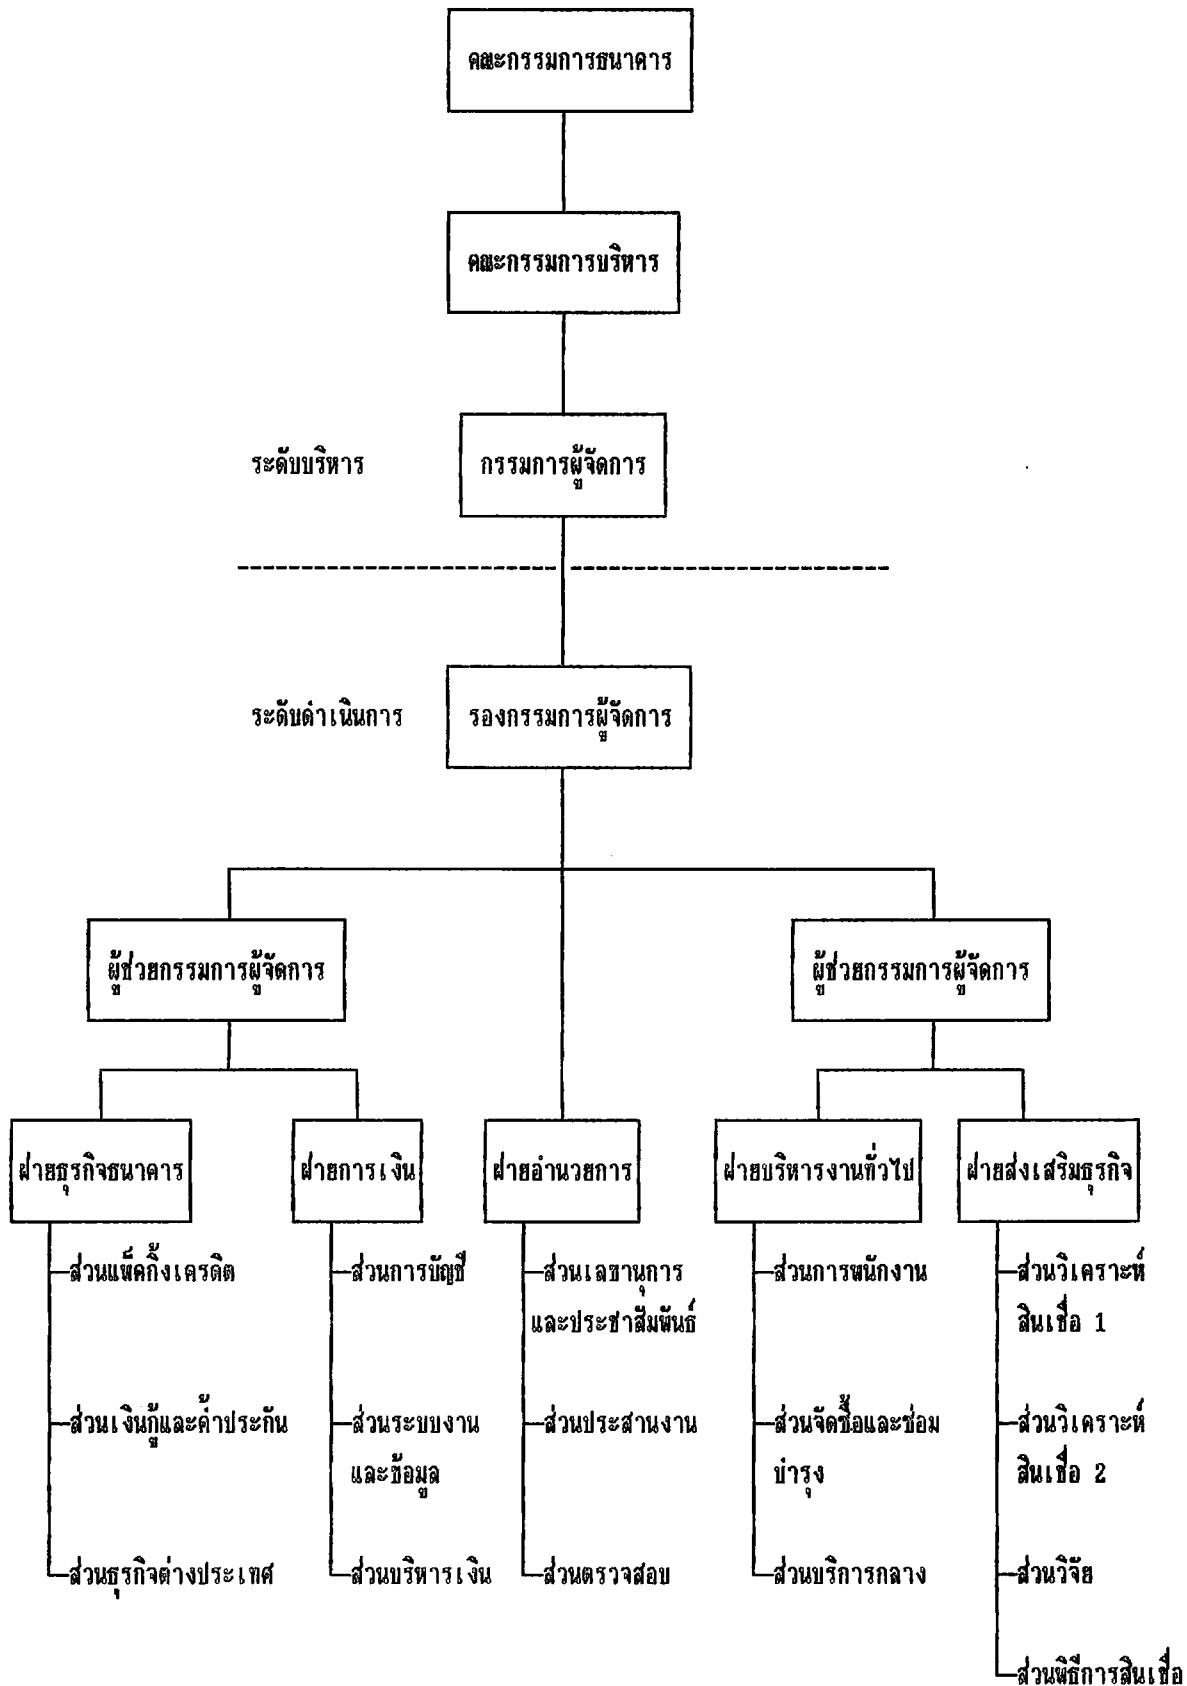 คณะกรรมการธนาคาร
คณะกรรมการบริหาร
ระดับบริหาร
กรรมการผู้จัดการ
ระดับดำเนินการ
รองกรรมการผู้จัดการ
ผู้ช่วยกรรมการผู้จัดการ
ผู้ช่วยกรรมการผู้จัดการ
ฝ่ายธุรกิจธนาคาร
ฝ่ายการเงิน
ฝ่ายอำนวยการ
ฝ่ายบริหารงานทั่วไป
ฝ่ายส่งเสริมธุรกิจ
ส่วนแพ็คกิ้งเครดิต
ส่วนเงินกู้และค้ำประกัน
ส่วนธุรกิจต่างประเทศ
ส่วนการบัญชี
ส่วนระบบงาน
และข้อมูล
ส่วนบริหารเงิน
ส่วนเลขานุการ
และประชาสัมพันธ์
ส่วนประสานงาน
ส่วนตรวจสอบ
ส่วนการพนักงาน
ส่วนจัดซื้อและซ่อม
บำรุง
ส่วนบริการกลาง
ส่วนวิเคราะห์
สินเชื่อ 1
ส่วนวิเคราะห์
สินเชื่อ 2
ส่วนวิจัย
ส่วนพิธีการสินเชื่อ